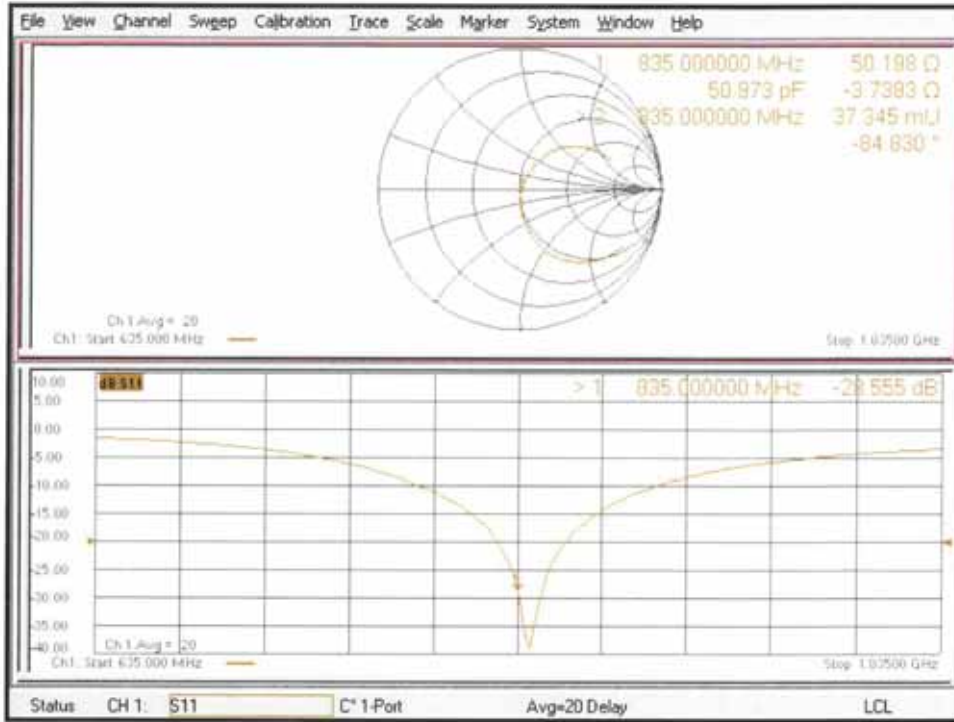 File View Channel Sweep Calibration Trace Scale Marker System Window Help
1 835.000000 MHz 50.198 Ω
50.973 pF -3.7393 Ω
> 2 835.000000 MHz 37.345 mU
-84.830 °
Ch 1 Avg = 20
Ch1: Start 635.000 MHz
Stop 1.03500 GHz
10.00
dB S11
> 1 835.000000 MHz -28.555 dB
5.00
0.00
-5.00
-10.00
-15.00
-20.00
-25.00
-30.00
-35.00
-40.00
Ch 1 Avg = 20
Ch1: Start 635.000 MHz
Stop 1.03500 GHz
Status CH 1: S11 C* 1-Port Avg=20 Delay LCL